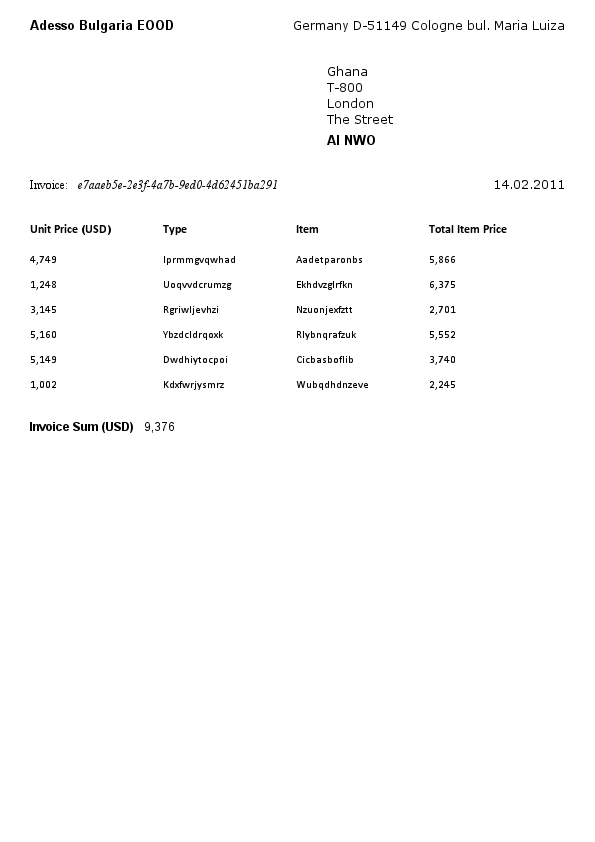 Adesso Bulgaria EOOD Germany D-51149 Cologne bul. Maria Luiza
Ghana
T-800
London
The Street
AI NWO
Invoice: e7aaeb5e-2e3f-4a7b-9ed0-4d62451ba291 14.02.2011
Unit Price (USD) Type Item Total Item Price
4,749 Iprmmgvqwhad Aadetparonbs 5,866
1,248 Uoqvvdcrumzg Ekhdvzglrfkn 6,375
3,145 Rgriwljevhzi Nzuonjexfztt 2,701
5,160 Ybzdcldrqoxk Rlybnqrafzuk 5,552
5,149 Dwdhiytocpoi Cicbasboflib 3,740
1,002 Kdxfwrjysmrz Wubqdhdnzeve 2,245
Invoice Sum (USD) 9,376